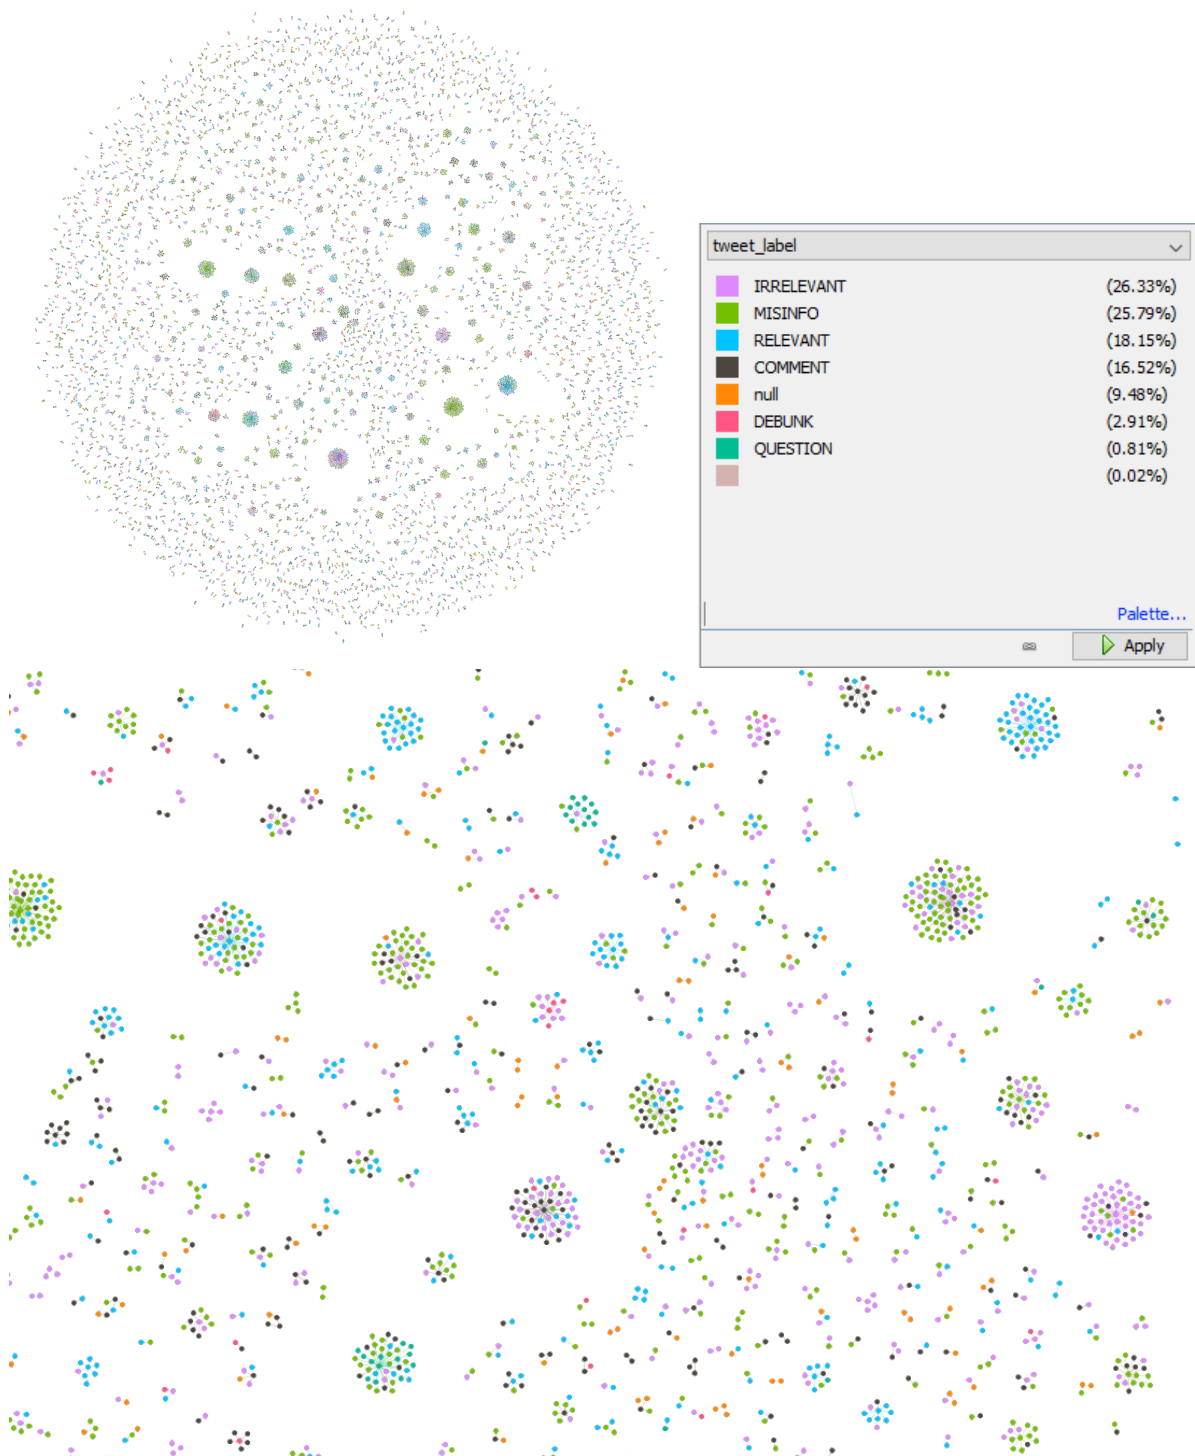 tweet_label
IRRELEVANT (26.33%)
MISINFO (25.79%)
RELEVANT (18.15%)
COMMENT (16.52%)
null (9.48%)
DEBUNK (2.91%)
QUESTION (0.81%)
(0.02%)
Palette...
Apply